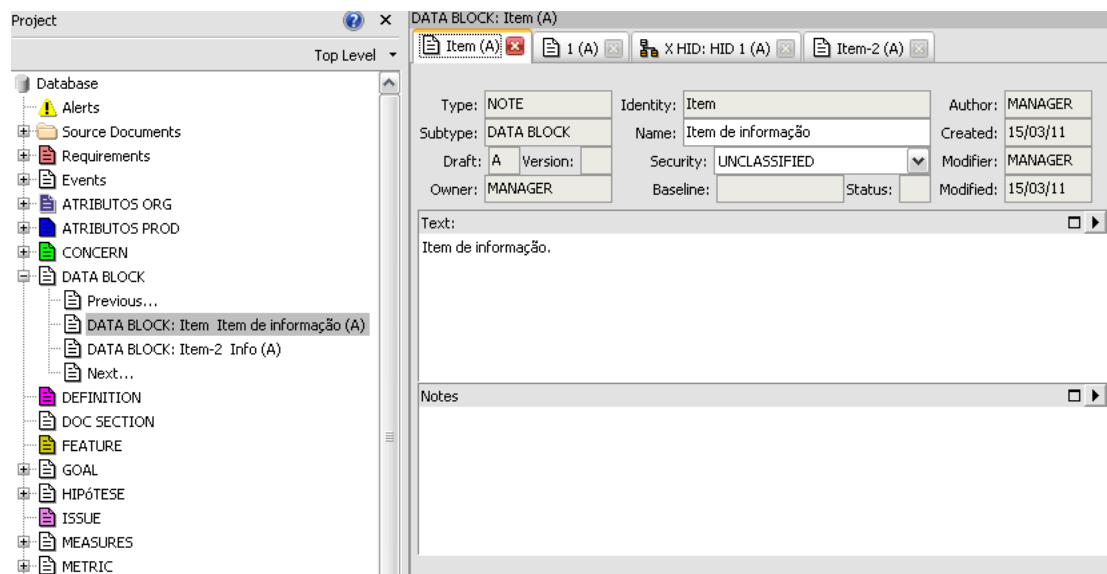 Project
Top Level
Database
Alerts
Source Documents
Requirements
Events
ATRIBUTOS ORG
ATRIBUTOS PROD
CONCERN
DATA BLOCK
Previous...
DATA BLOCK: Item Item de informação (A)
DATA BLOCK: Item-2 Info (A)
Next...
DEFINITION
DOC SECTION
FEATURE
GOAL
HIPóTESE
ISSUE
MEASURES
METRIC
DATA BLOCK: Item (A)
Item (A) 1 (A) X HID: HID 1 (A) Item-2 (A)
Type: NOTE Identity: Item Author: MANAGER
Subtype: DATA BLOCK Name: Item de informação Created: 15/03/11
Draft: A Version: Security: UNCLASSIFIED Modifier: MANAGER
Owner: MANAGER Baseline: Status: Modified: 15/03/11
Text:
Item de informação.
Notes